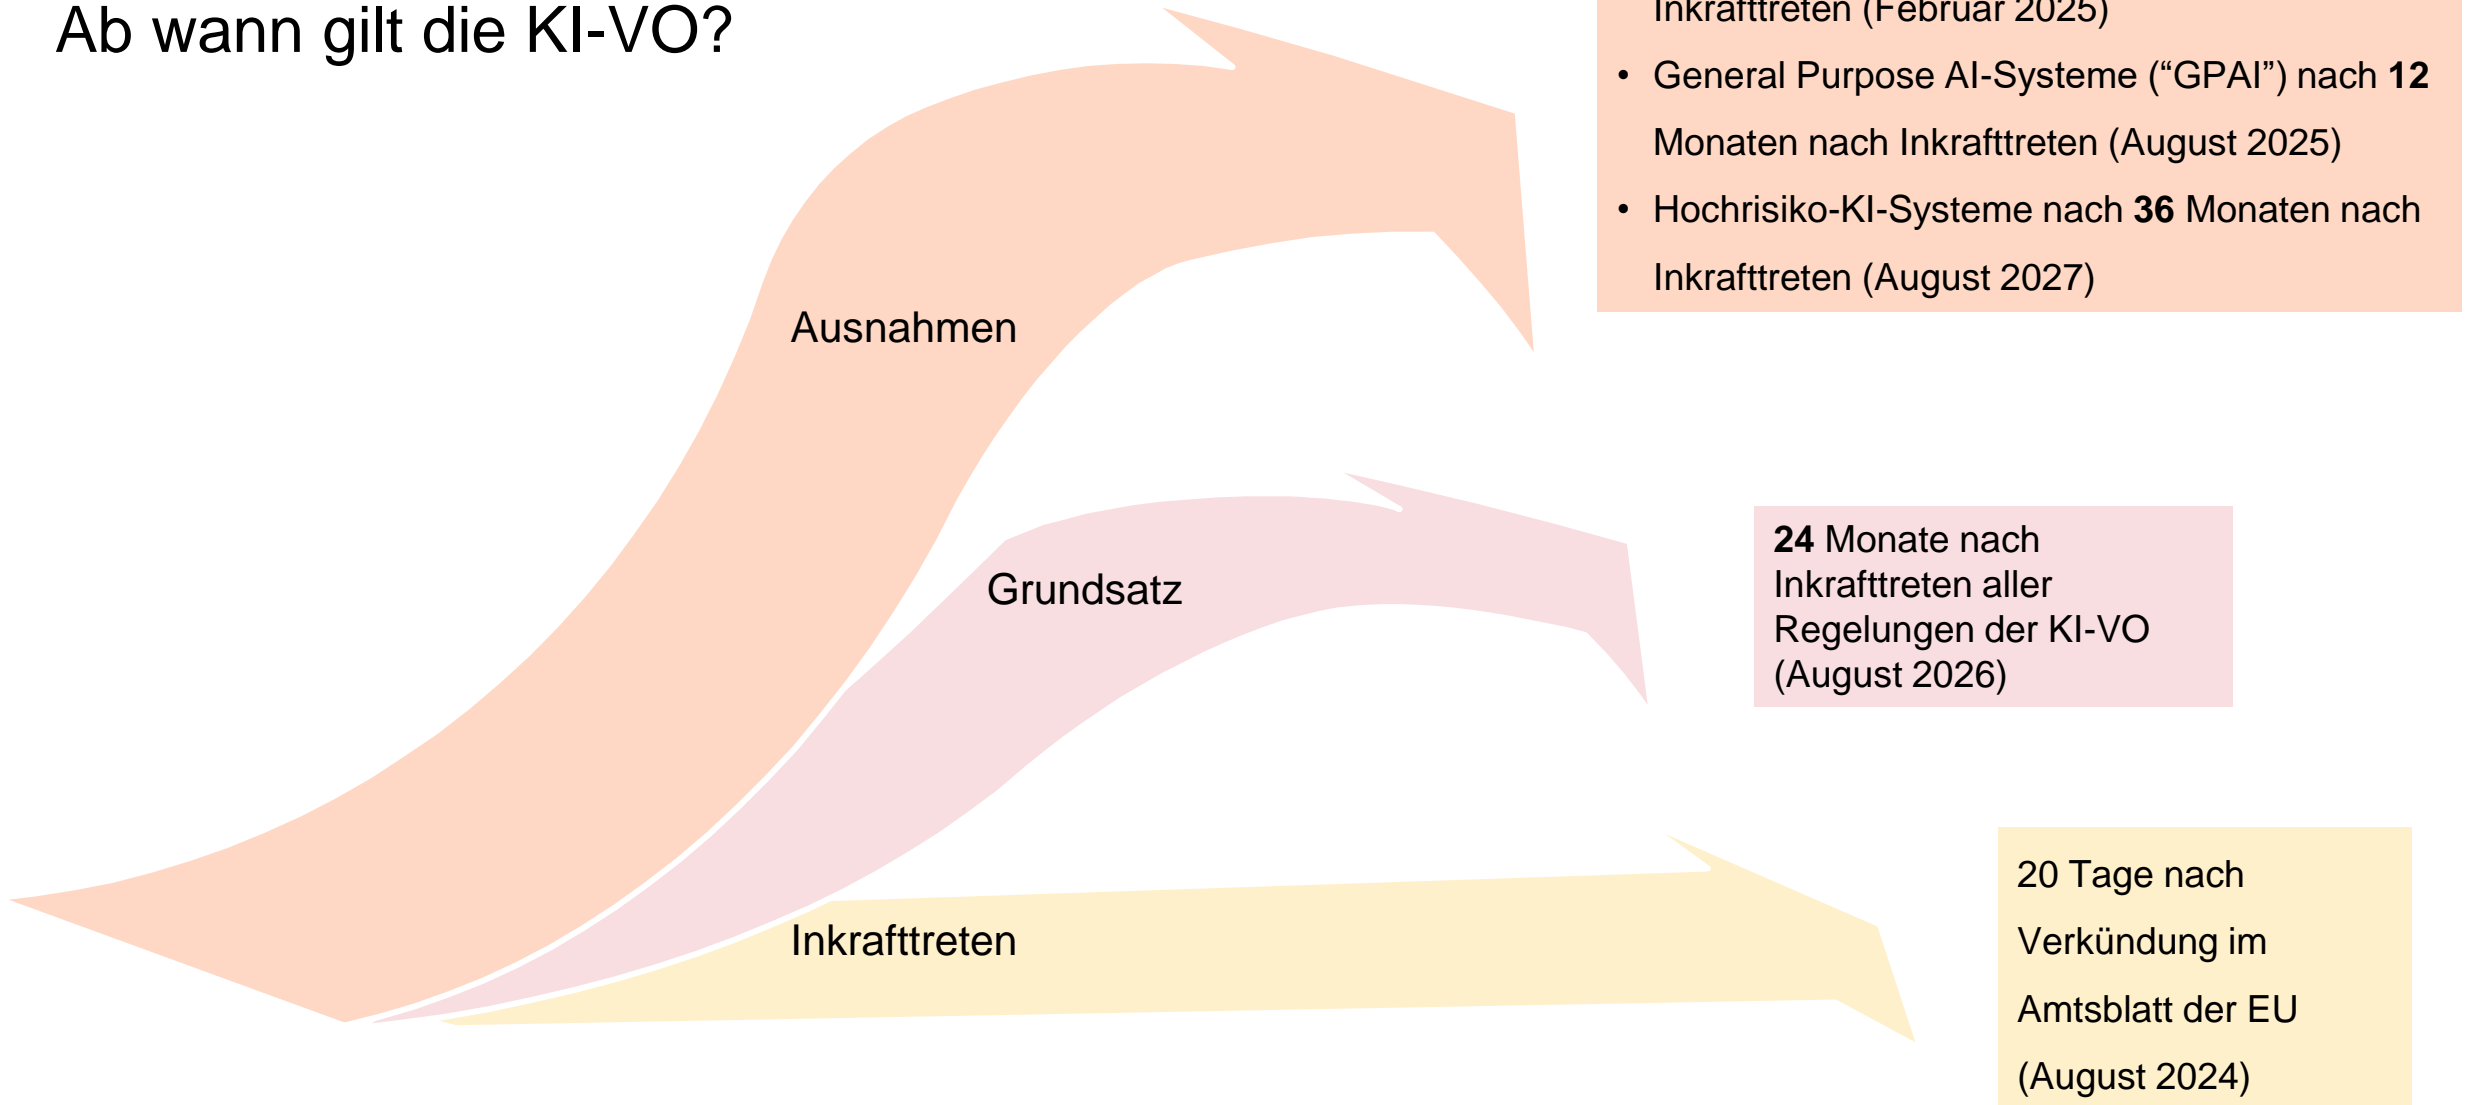 Ab wann gilt die KI-VO?
Inkrafttreten (Februar 2025)
• General Purpose AI-Systeme (“GPAI”) nach 12
Monaten nach Inkrafttreten (August 2025)
• Hochrisiko-KI-Systeme nach 36 Monaten nach
Inkrafttreten (August 2027)
Ausnahmen
Grundsatz
24 Monate nach
Inkrafttreten aller
Regelungen der KI-VO
(August 2026)
Inkrafttreten
20 Tage nach
Verkündung im
Amtsblatt der EU
(August 2024)